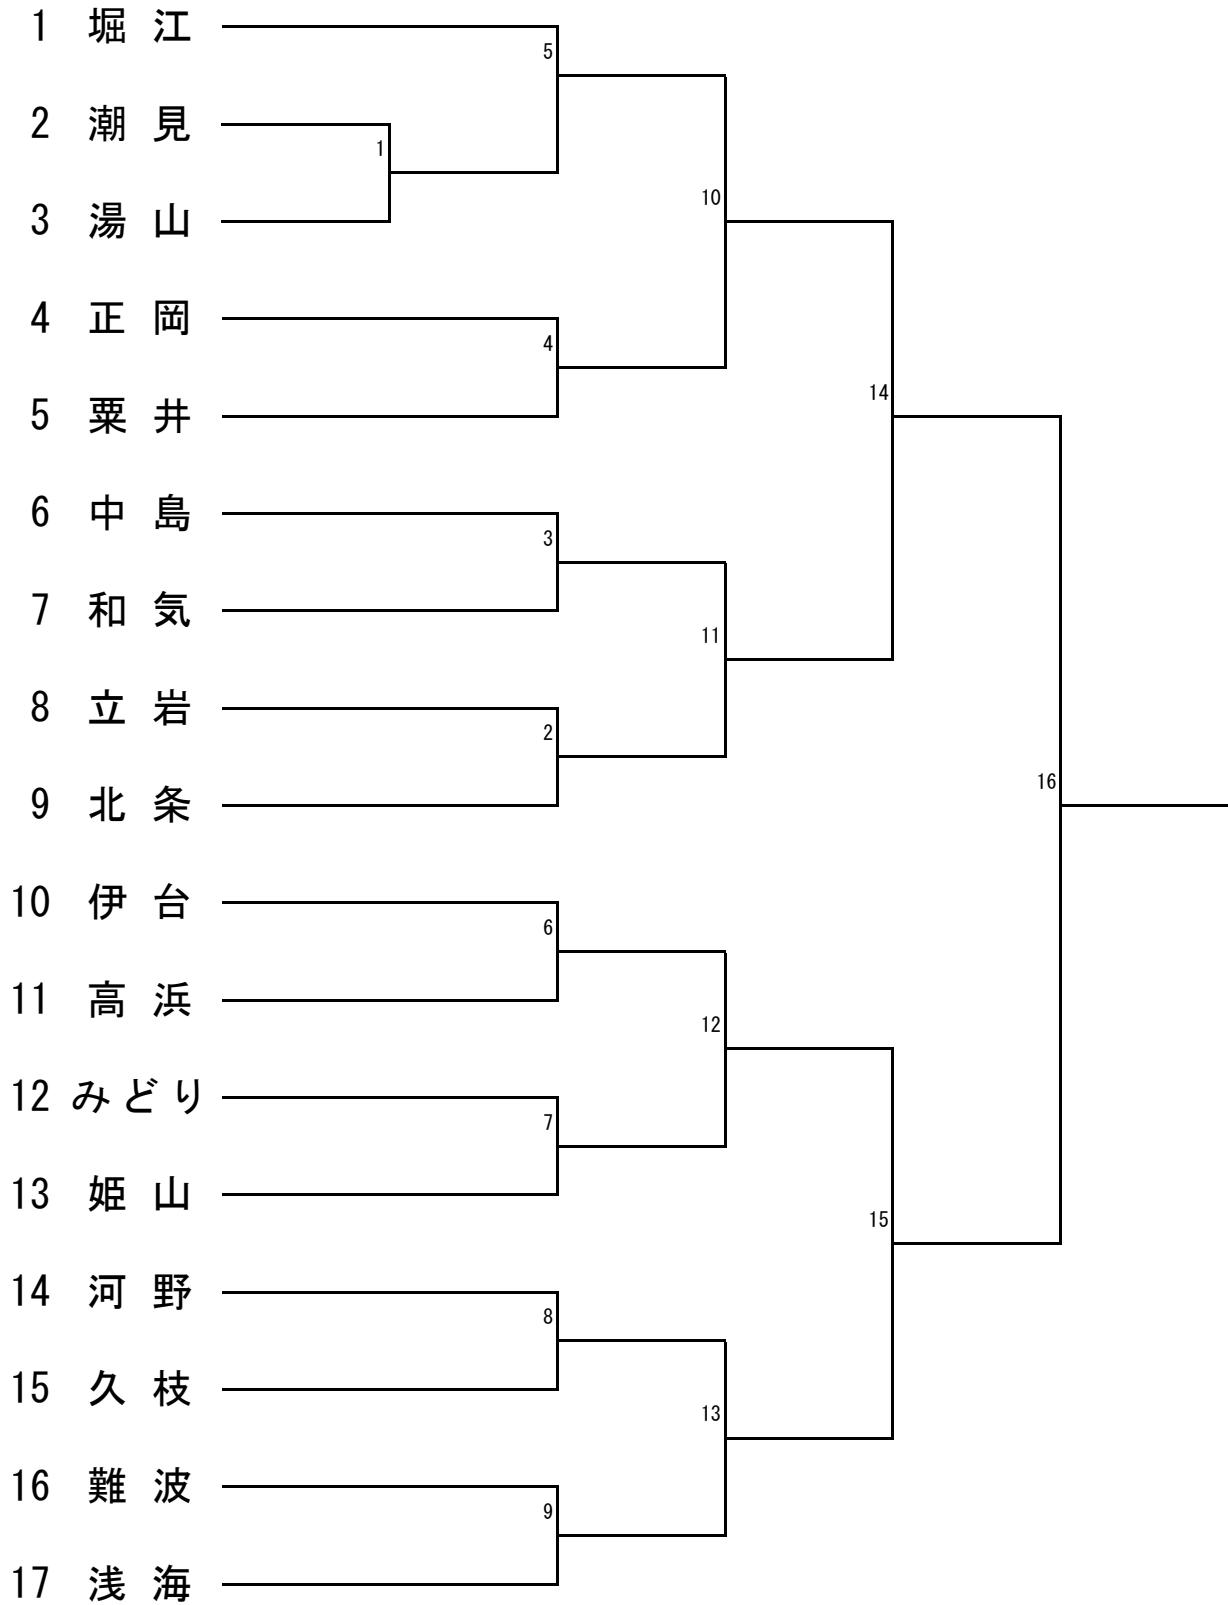 1 堀 江
5
2 潮 見
1
10
3 湯 山
4 正 岡
4
14
5 粟 井
6 中 島
3
11
7 和 気
8 立 岩
2
16
9 北 条
10 伊 台
6
11 高 浜
12
12 みどり
7
13 姫 山
15
14 河 野
8
15 久 枝
13
16 難 波
9
17 浅 海